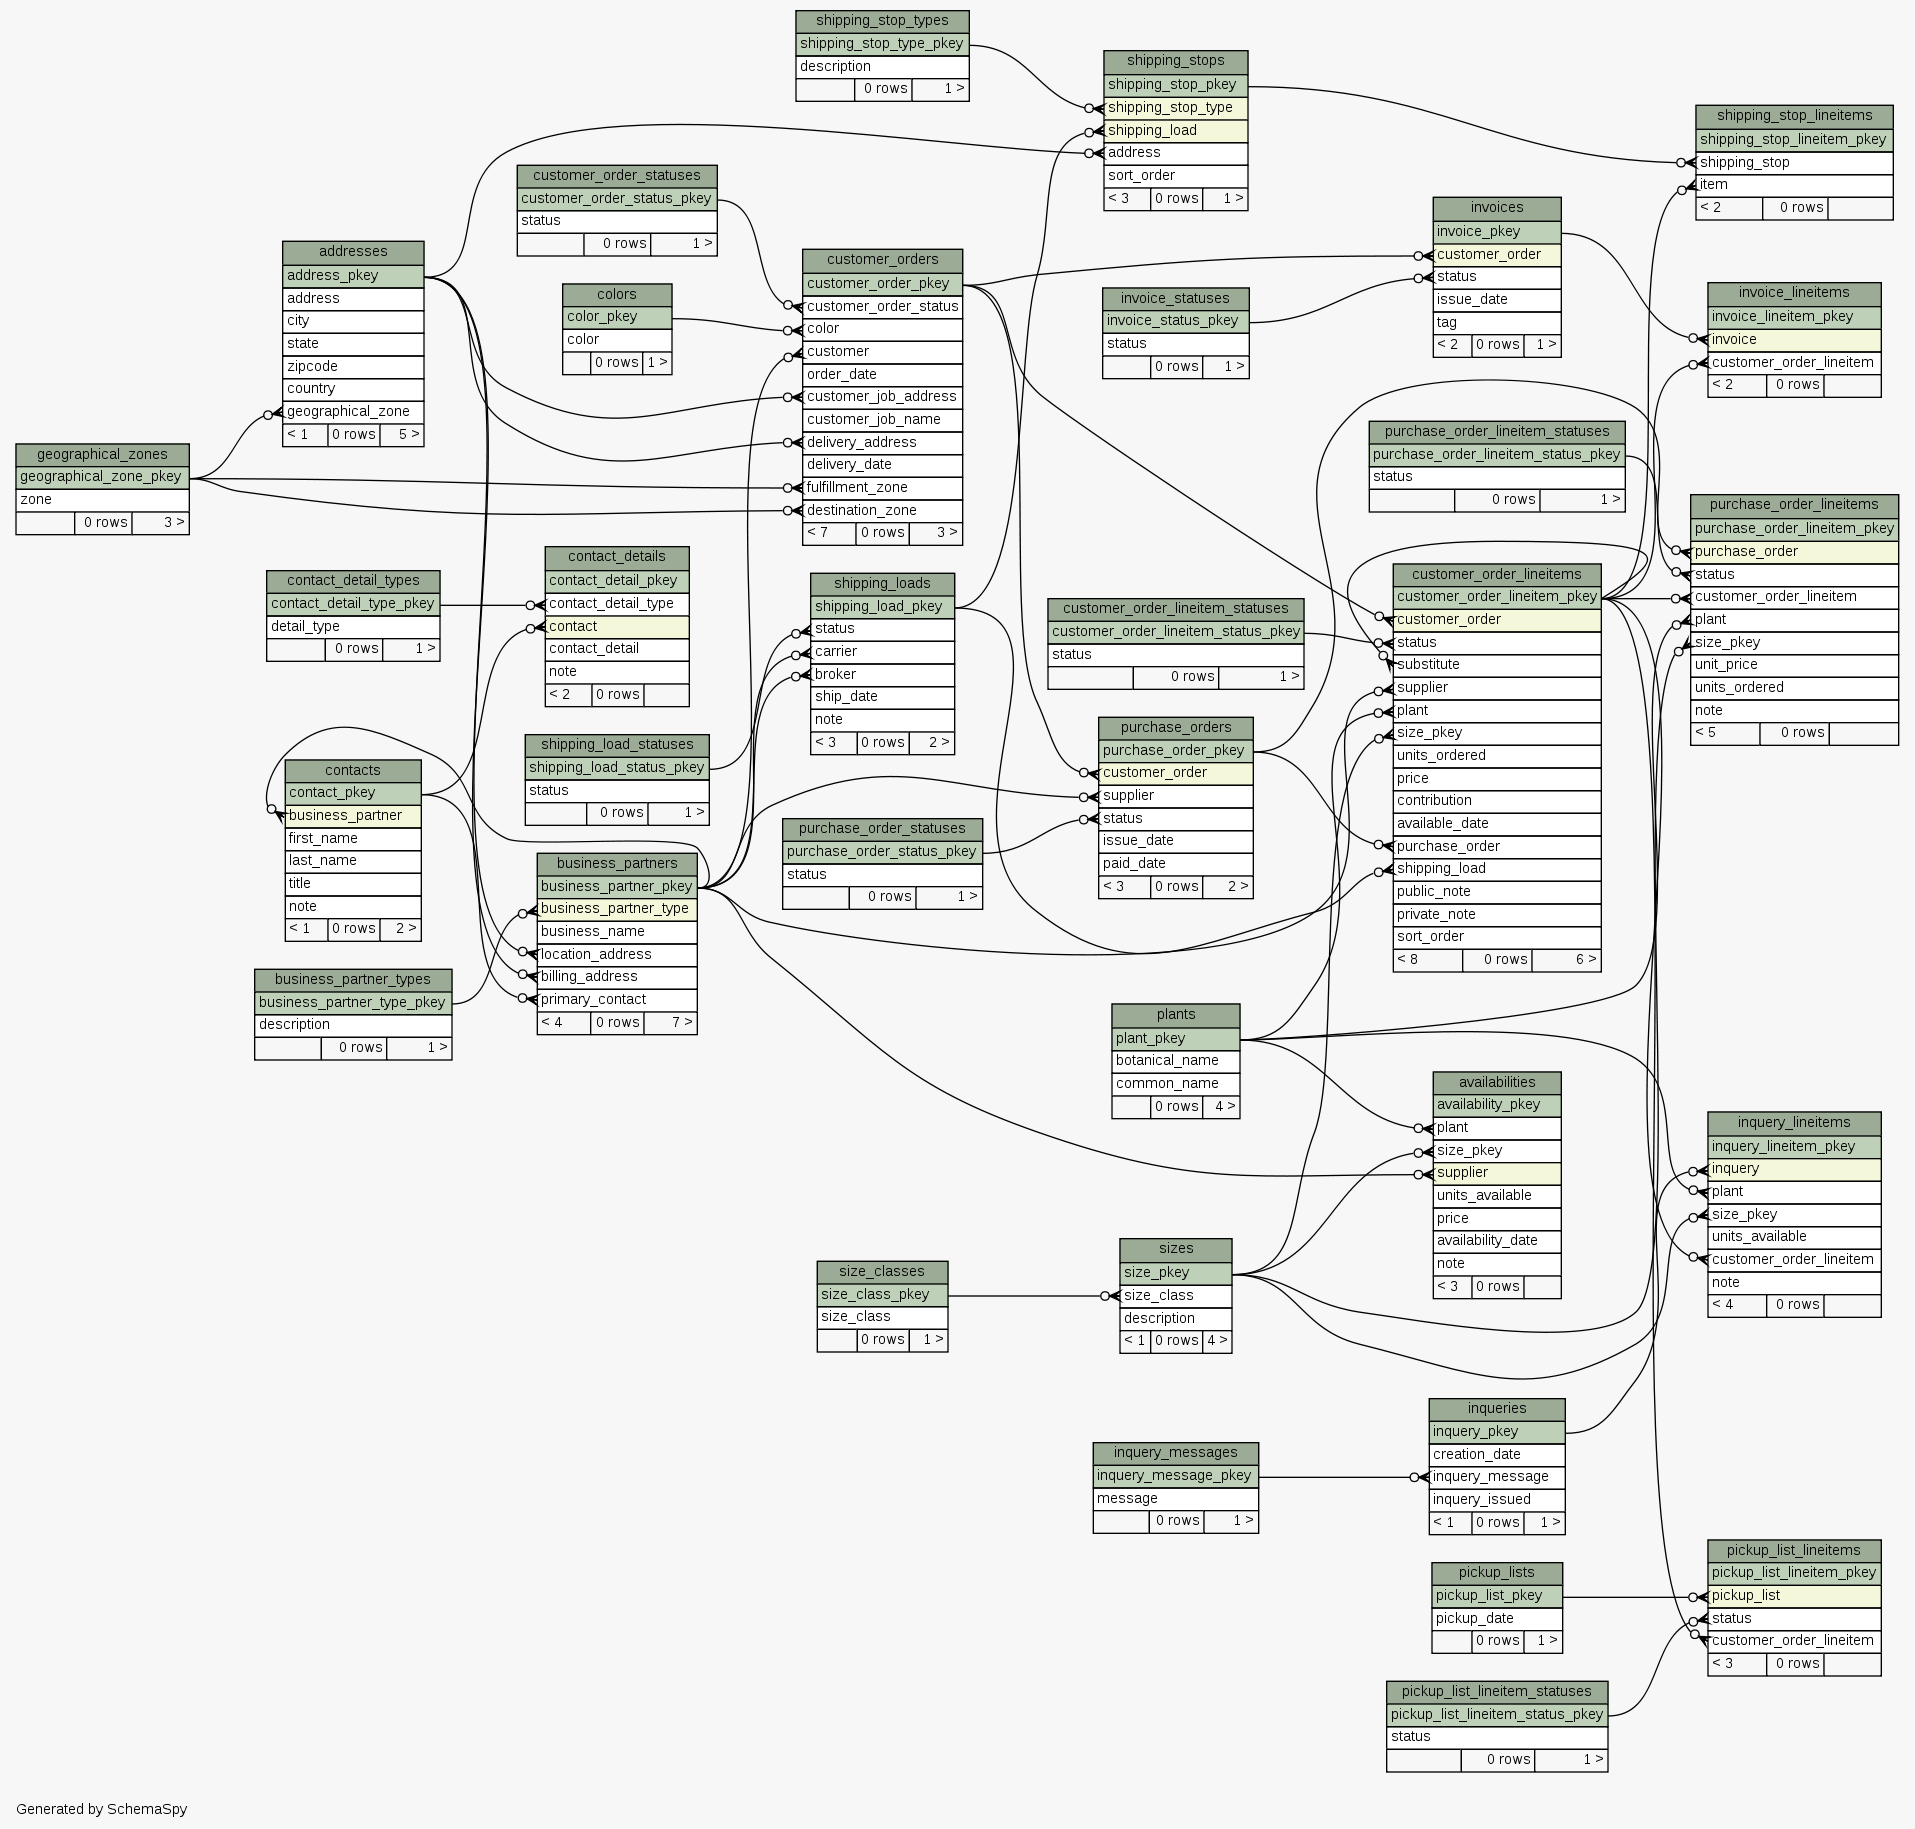 shipping_stop_types
shipping_stop_type_pkey
description
0 rows 1 >
shipping_stops
shipping_stop_pkey
shipping_stop_type
shipping_load
address
sort_order
< 3 0 rows 1 >
shipping_stop_lineitems
shipping_stop_lineitem_pkey
shipping_stop
item
< 2 0 rows
customer_order_statuses
customer_order_status_pkey
status
0 rows 1 >
invoices
invoice_pkey
customer_order
status
issue_date
tag
< 2 0 rows 1 >
addresses
address_pkey
address
city
state
zipcode
country
geographical_zone
< 1 0 rows 5 >
customer_orders
customer_order_pkey
customer_order_status
color
customer
order_date
customer_job_address
customer_job_name
delivery_address
delivery_date
fulfillment_zone
destination_zone
< 7 0 rows 3 >
colors
color_pkey
color
0 rows 1 >
invoice_statuses
invoice_status_pkey
status
0 rows 1 >
invoice_lineitems
invoice_lineitem_pkey
invoice
customer_order_lineitem
< 2 0 rows
purchase_order_lineitem_statuses
purchase_order_lineitem_status_pkey
status
0 rows 1 >
geographical_zones
geographical_zone_pkey
zone
0 rows 3 >
purchase_order_lineitems
purchase_order_lineitem_pkey
purchase_order
status
customer_order_lineitem
plant
size_pkey
unit_price
units_ordered
note
< 5 0 rows
contact_details
contact_detail_pkey
contact_detail_type
contact
contact_detail
note
< 2 0 rows
contact_detail_types
contact_detail_type_pkey
detail_type
0 rows 1 >
shipping_loads
shipping_load_pkey
status
carrier
broker
ship_date
note
< 3 0 rows 2 >
customer_order_lineitem_statuses
customer_order_lineitem_status_pkey
status
0 rows 1 >
customer_order_lineitems
customer_order_lineitem_pkey
customer_order
status
substitute
supplier
plant
size_pkey
units_ordered
price
contribution
available_date
purchase_order
shipping_load
public_note
private_note
sort_order
< 8 0 rows 6 >
purchase_orders
purchase_order_pkey
customer_order
supplier
status
issue_date
paid_date
< 3 0 rows 2 >
shipping_load_statuses
shipping_load_status_pkey
status
0 rows 1 >
contacts
contact_pkey
business_partner
first_name
last_name
title
note
< 1 0 rows 2 >
purchase_order_statuses
purchase_order_status_pkey
status
0 rows 1 >
business_partners
business_partner_pkey
business_partner_type
business_name
location_address
billing_address
primary_contact
< 4 0 rows 7 >
business_partner_types
business_partner_type_pkey
description
0 rows 1 >
plants
plant_pkey
botanical_name
common_name
0 rows 4 >
availabilities
availability_pkey
plant
size_pkey
supplier
units_available
price
availability_date
note
< 3 0 rows
inquery_lineitems
inquery_lineitem_pkey
inquery
plant
size_pkey
units_available
customer_order_lineitem
note
< 4 0 rows
sizes
size_pkey
size_class
description
< 1 0 rows 4 >
size_classes
size_class_pkey
size_class
0 rows 1 >
inqueries
inquery_pkey
creation_date
inquery_message
inquery_issued
< 1 0 rows 1 >
inquery_messages
inquery_message_pkey
message
0 rows 1 >
pickup_list_lineitems
pickup_list_lineitem_pkey
pickup_list
status
customer_order_lineitem
< 3 0 rows
pickup_lists
pickup_list_pkey
pickup_date
0 rows 1 >
pickup_list_lineitem_statuses
pickup_list_lineitem_status_pkey
status
0 rows 1 >
Generated by SchemaSpy